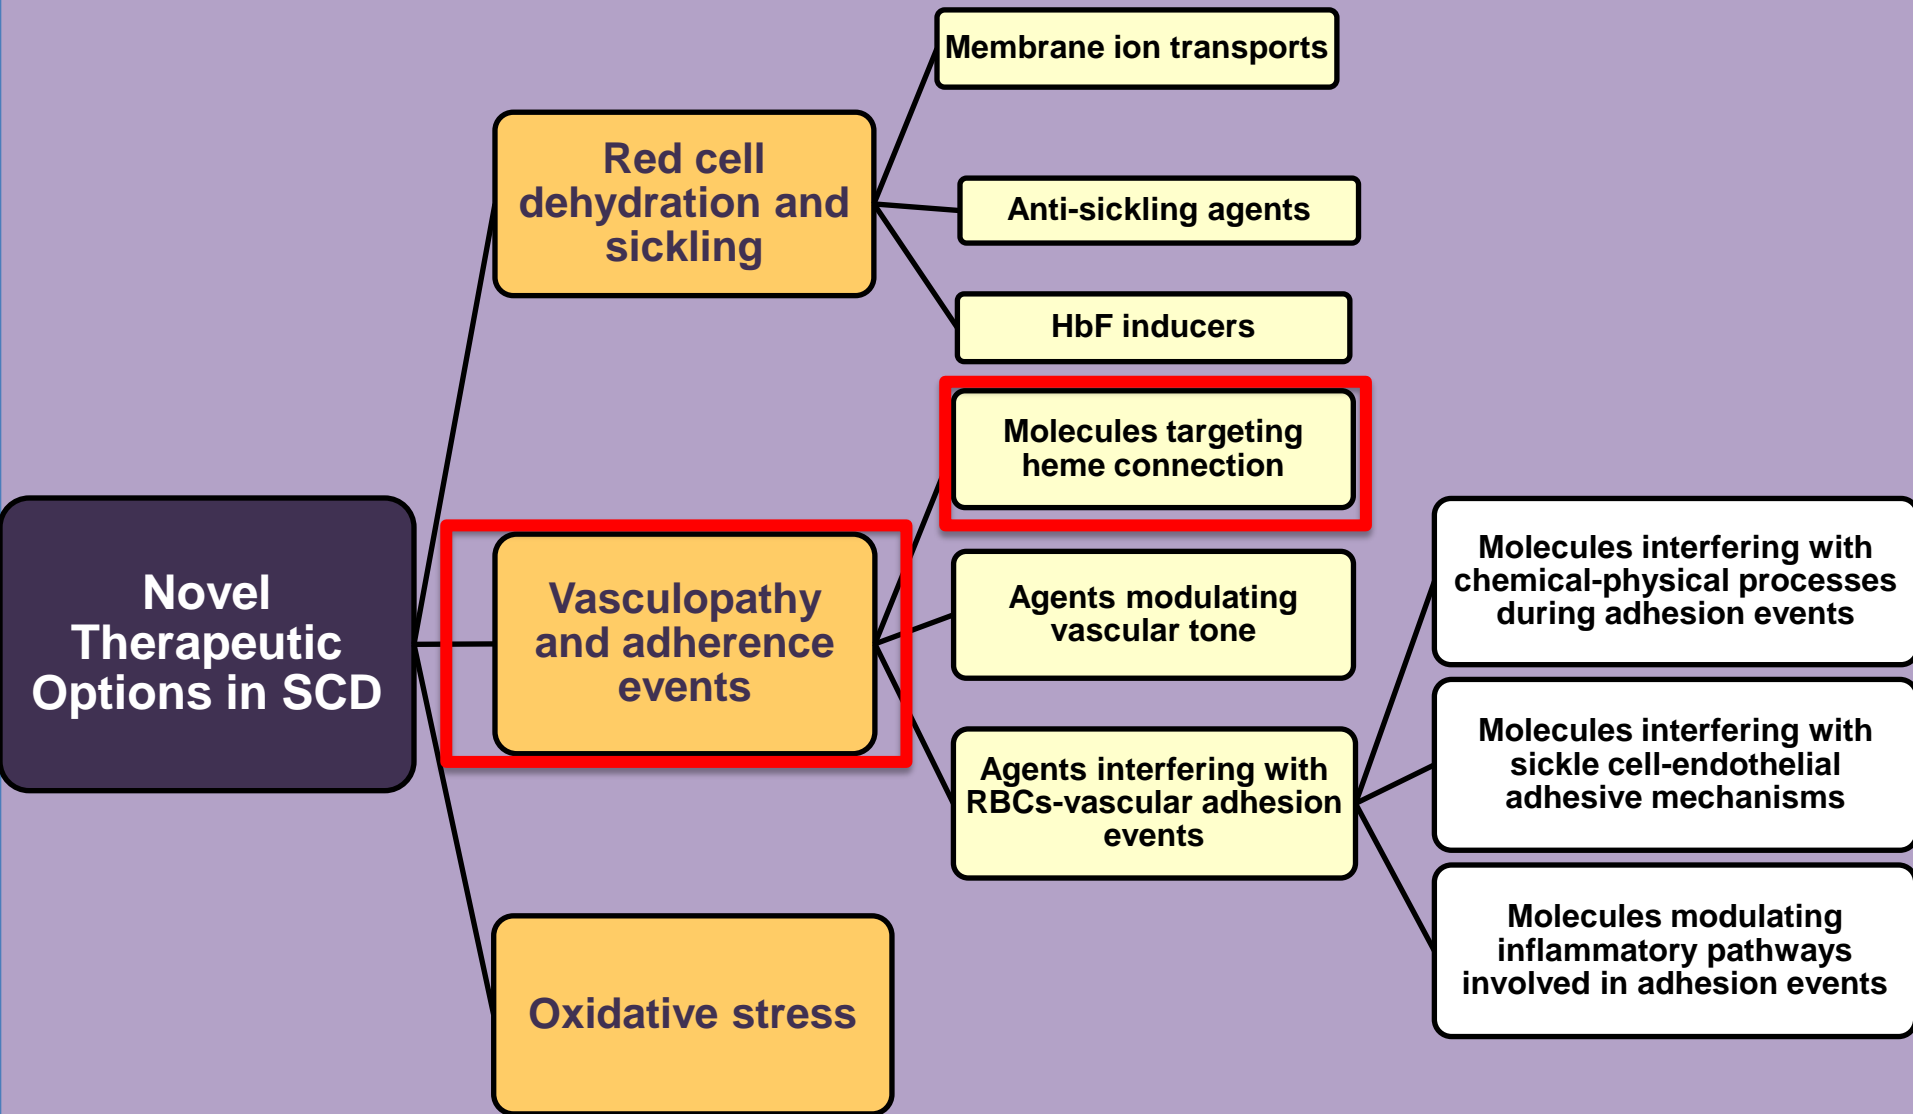 Novel
Therapeutic
Options in SCD
Red cell
dehydration and
sickling
Membrane ion transports
Anti-sickling agents
HbF inducers
Vasculopathy
and adherence
events
Molecules targeting
heme connection
Agents modulating
vascular tone
Agents interfering with
RBCs-vascular adhesion
events
Molecules interfering with
chemical-physical processes
during adhesion events
Molecules interfering with
sickle cell-endothelial
adhesive mechanisms
Molecules modulating
inflammatory pathways
involved in adhesion events
Oxidative stress